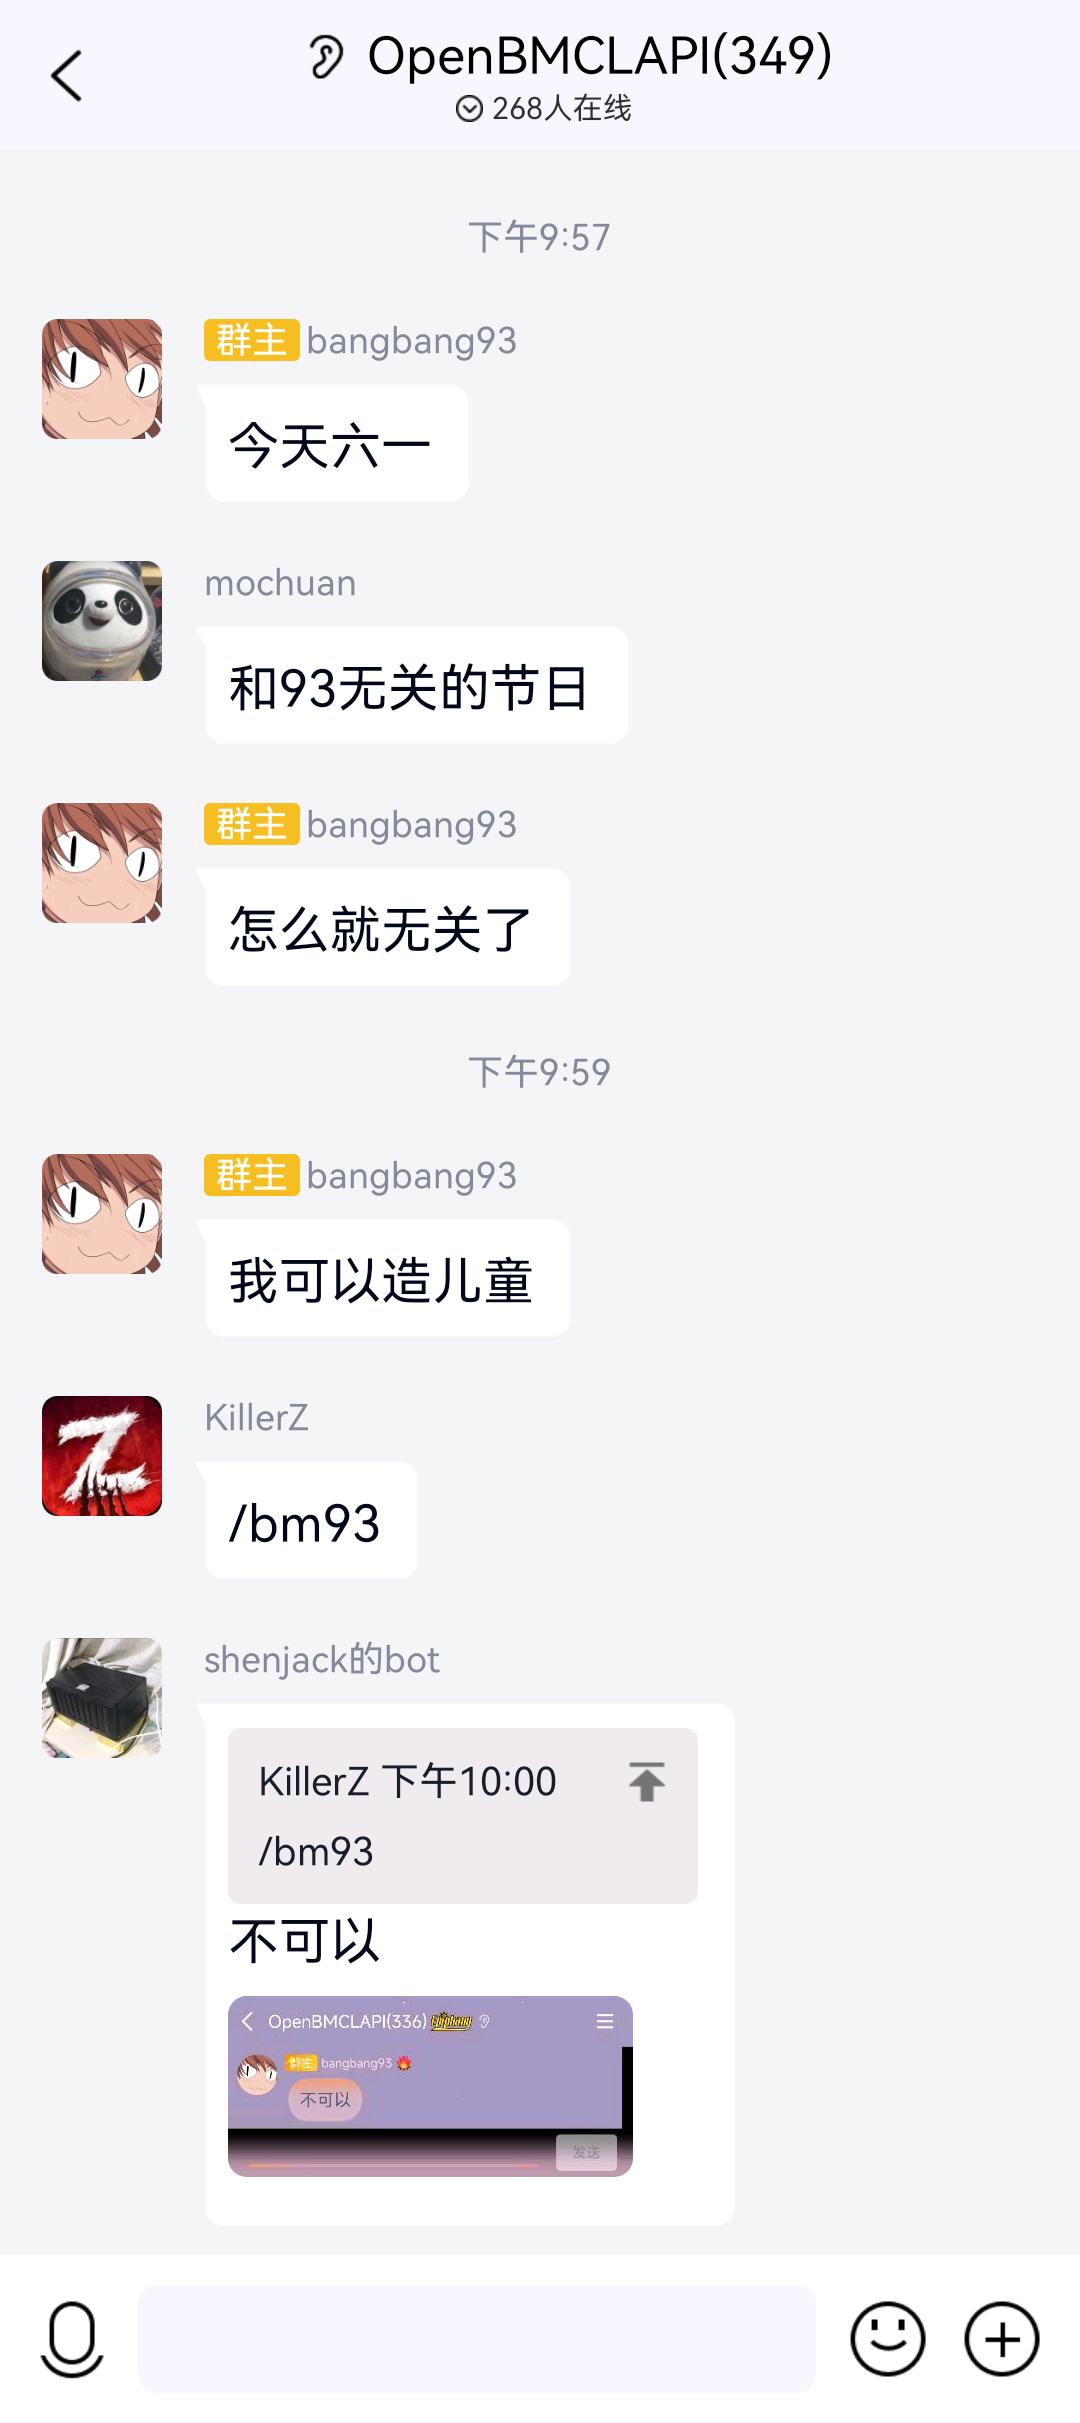 OpenBMCLAPI(349)
268人在线
下午9:57
群主 bangbang93
今天六一
mochuan
和93无关的节日
群主 bangbang93
怎么就无关了
下午9:59
群主 bangbang93
我可以造儿童
KillerZ
/bm93
shenjack的bot
KillerZ 下午10:00
/bm93
不可以
OpenBMCLAPI(336)
群主 bangbang93
不可以
发送